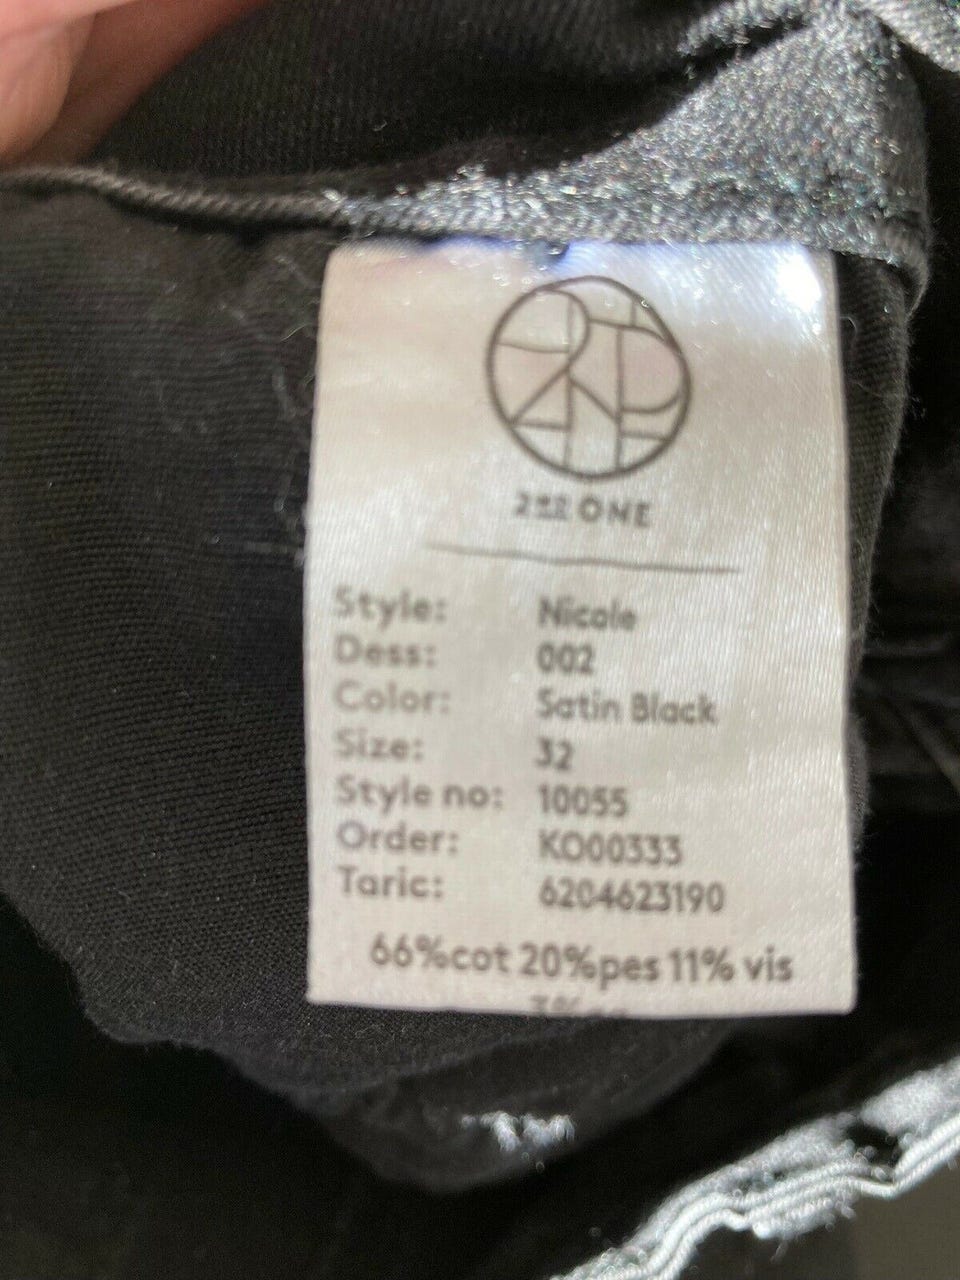 2ND ONE
Style: Nicole
Dess: 002
Color: Satin Black
Size: 32
Style no: 10055
Order: KO00333
Taric: 6204623190
66%cot 20%pes 11% vis